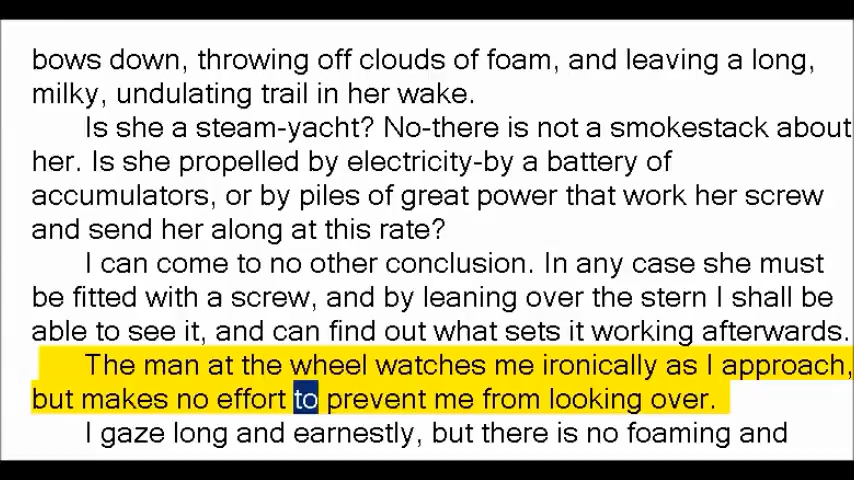 bows down, throwing off clouds of foam, and leaving a long,
milky, undulating trail in her wake.
Is she a steam-yacht? No-there is not a smokestack about
her. Is she propelled by electricity-by a battery of
accumulators, or by piles of great power that work her screw
and send her along at this rate?
I can come to no other conclusion. In any case she must
be fitted with a screw, and by leaning over the stern I shall be
able to see it, and can find out what sets it working afterwards.
The man at the wheel watches me ironically as I approach,
but makes no effort to prevent me from looking over.
I gaze long and earnestly, but there is no foaming and